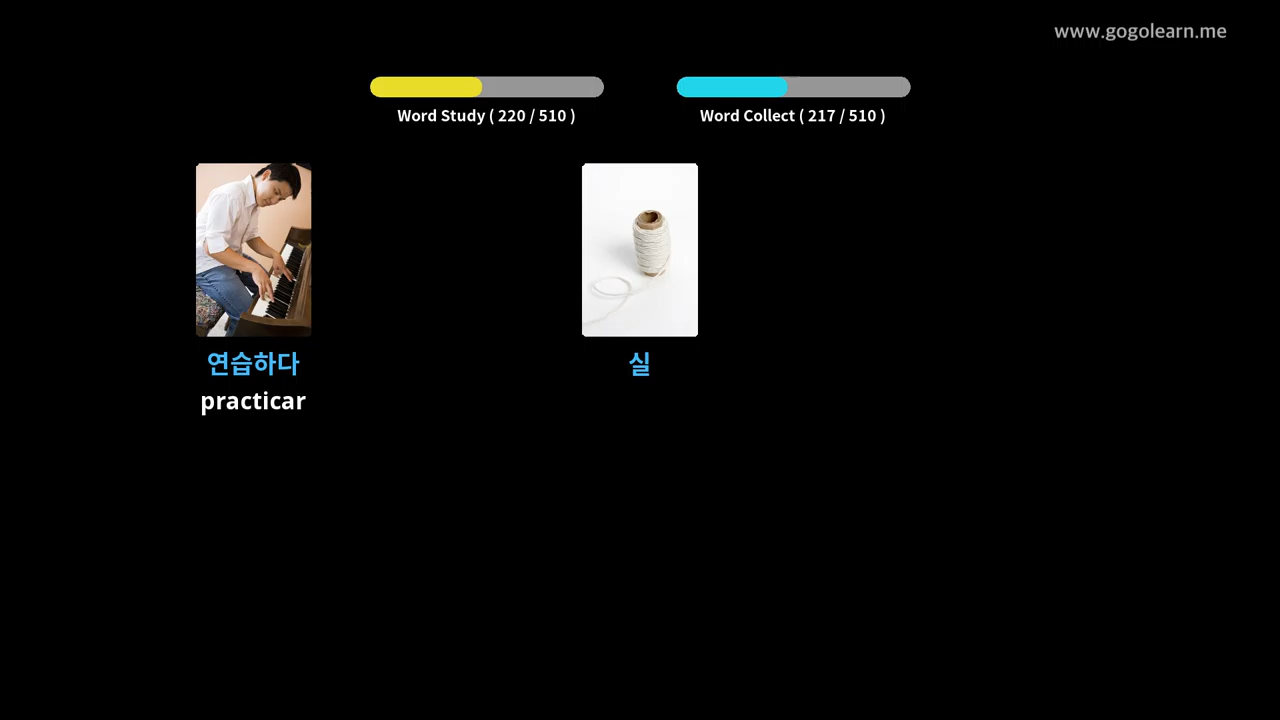 www.gogolearn.me
Word Study ( 220 / 510 )
Word Collect ( 217 / 510 )
연습하다
practicar
실